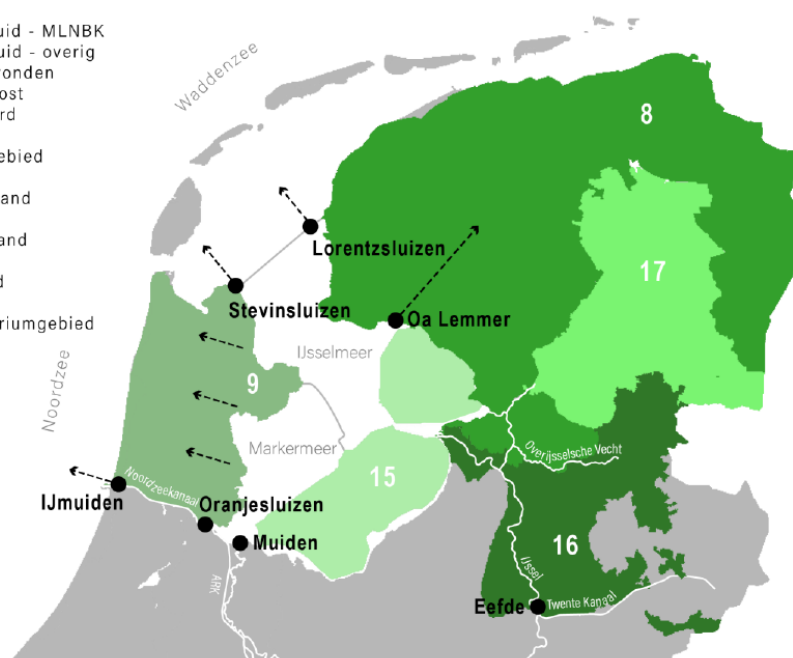 uid - MLNBK
uid - overig
onden
ost
rd
ebied
and
and
d
riumgebied
Waddenzee
8
17
Lorentzsluizen
Stevinsluizen
Oa Lemmer
IJsselmeer
Noordzee
9
Markermeer
Overijsselsche Vecht
15
Noordzeekanaal
IJmuiden
Oranjesluizen
Muiden
16
IJssel
ARK
Eefde
Twente Kanaal